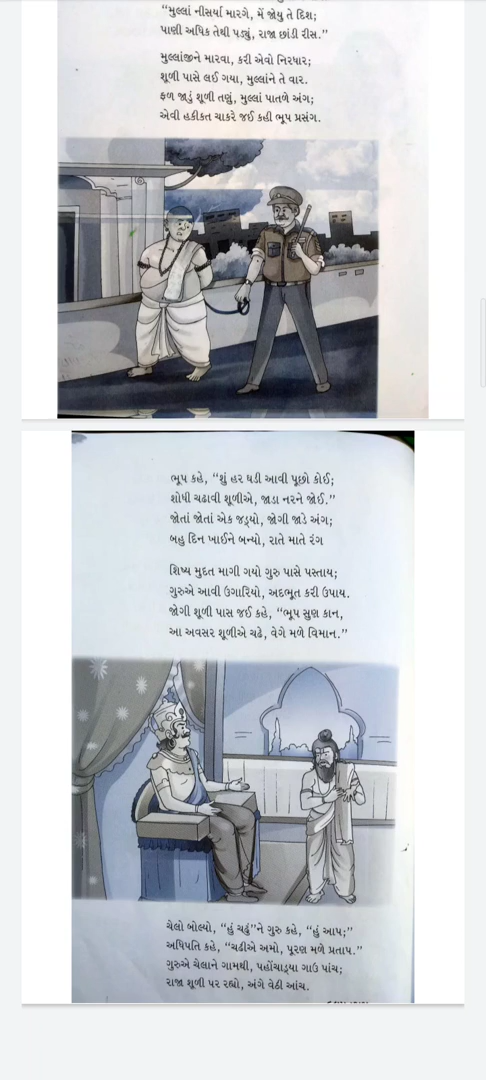 “મુલ્લાં નીસર્યા મારગે, મેં જોયુ તે દિશ;
પાણી અધિક તેથી પડ્યું, રાજા છાંડી રીસ.”
મુલ્લાંજીને મારવા, કરી એવો નિરધાર;
શૂળી પાસે લઈ ગયા, મુલ્લાંને તે વાર.
ફળ જાડું શૂળી તણું, મુલ્લાં પાતળે અંગ;
એવી હકીકત ચાકરે જઈ કહી ભૂપ પ્રસંગ.
ભૂપ કહે, “શું હર ઘડી આવી પૂછો કોઈ;
શોધી ચઢાવી શૂળીએ, જાડા નરને જોઈ.”
જોતાં જોતાં એક જડ્યો, જોગી જાડે અંગ;
બહુ દિન ખાઈને બન્યો, રાતે માતે રંગ
શિષ્ય મુદત માગી ગયો ગુરુ પાસે પસ્તાય;
ગુરુએ આવી ઉગારિયો, અદભૂત કરી ઉપાય.
જોગી શૂળી પાસ જઈ કહે, “ભૂપ સુણ કાન,
આ અવસર શૂળીએ ચઢે, વેગે મળે વિમાન.”
ચેલો બોલ્યો, “હું ચઢું”ને ગુરુ કહે, “હું આપ;”
અધિપતિ કહે, “ચઢીએ અમો, પૂરણ મળે પ્રતાપ.”
ગુરુએ ચેલાને ગામથી, પહોંચાડ્યા ગાઉ પાંચ;
રાજા શૂળી પર રહ્યો, અંગે વેઠી આંચ.